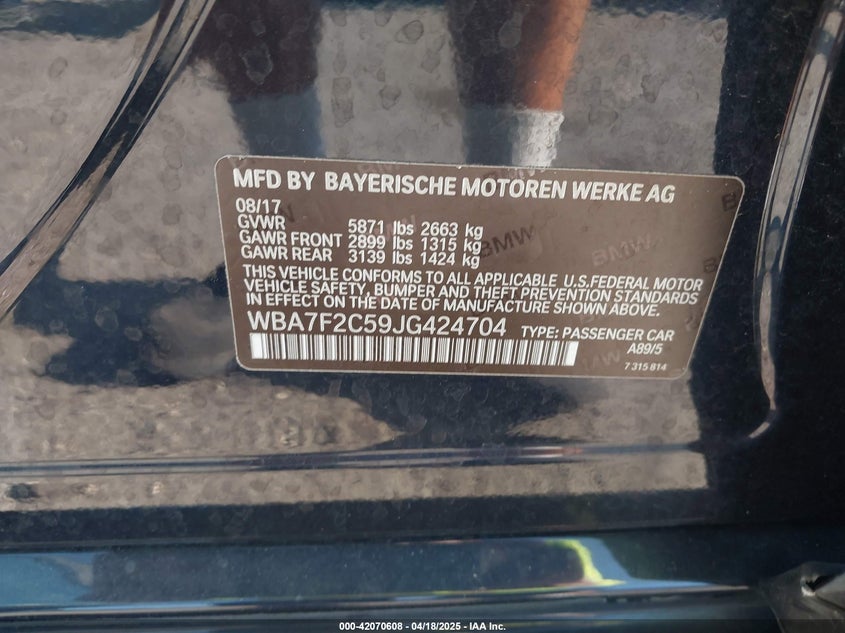 MFD BY BAYERISCHE MOTOREN WERKE AG
08/17
GVWR 5871 lbs 2663 kg
GAWR FRONT 2899 lbs 1315 kg
GAWR REAR 3139 lbs 1424 kg
THIS VEHICLE CONFORMS TO ALL APPLICABLE U.S.FEDERAL MOTOR
VEHICLE SAFETY, BUMPER AND THEFT PREVENTION STANDARDS
IN EFFECT ON THE DATE OF MANUFACTURE SHOWN ABOVE.
WBA7F2C59JG424704 TYPE: PASSENGER CAR
A89/5
7 315 814
BMW BMW
000-42070608 - 04/18/2025 - IAA Inc.